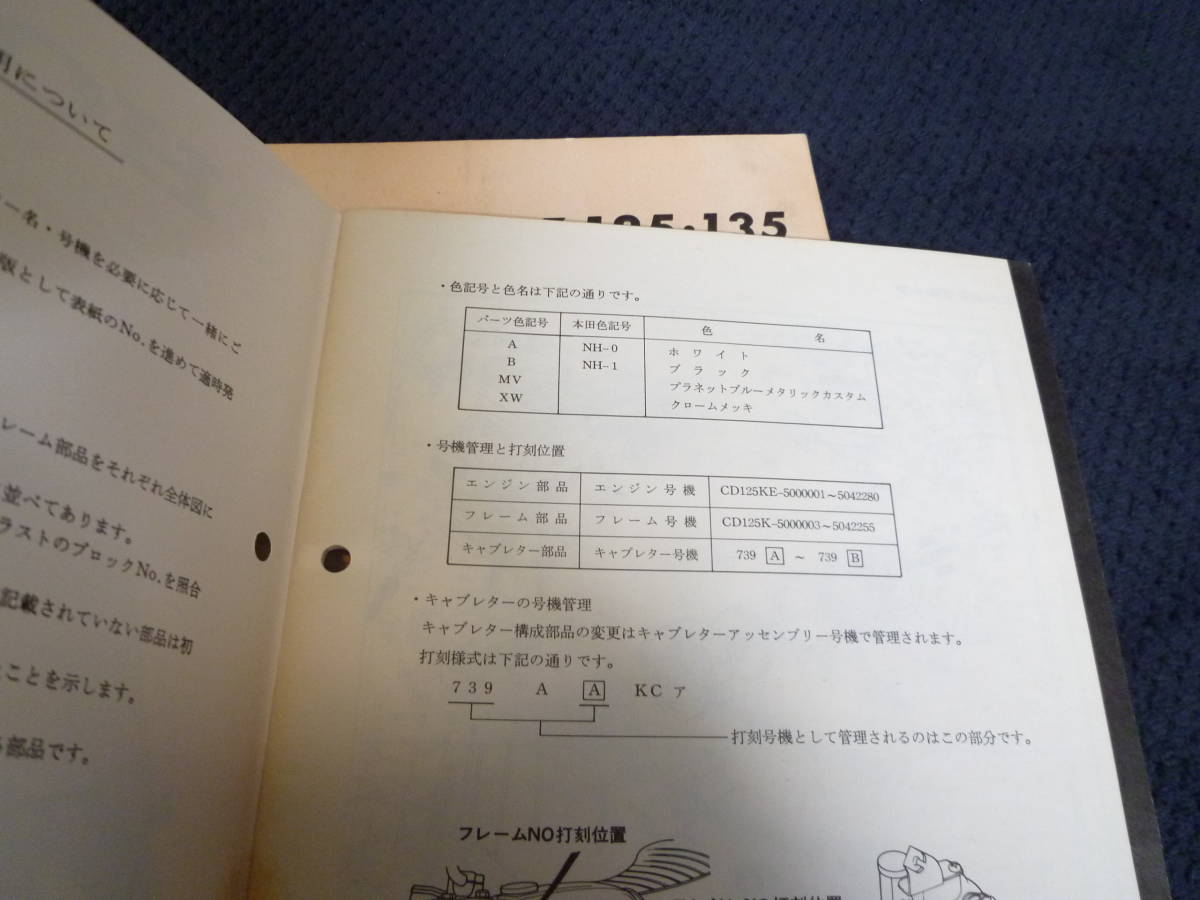 用について
ー名・号機を必要に応じて一緒にご
版として表紙のNo.を進めて適時発
レーム部品をそれぞれ全体図に
並べてあります。
ラストのブロックNo.を照合
記載されていない部品は初
ことを示します。
部品です。
125・135
・色記号と色名は下記の通りです。
パーツ色記号 本田色記号 色 名
A NH-0 ホワイト
B NH-1 ブラック
MV プラネットブルーメタリックカスタム
XW クロームメッキ
・号機管理と打刻位置
エンジン部品 エンジン号機 CD125KE-5000001～5042280
フレーム部品 フレーム号機 CD125K-5000003～5042255
キャブレター部品 キャブレター号機 739 A ～ 739 B
・キャブレターの号機管理
キャブレター構成部品の変更はキャブレターアッセンブリー号機で管理されます。
打刻様式は下記の通りです。
739 A A KC ア
打刻号機として管理されるのはこの部分です。
フレームNO打刻位置
打刻位置